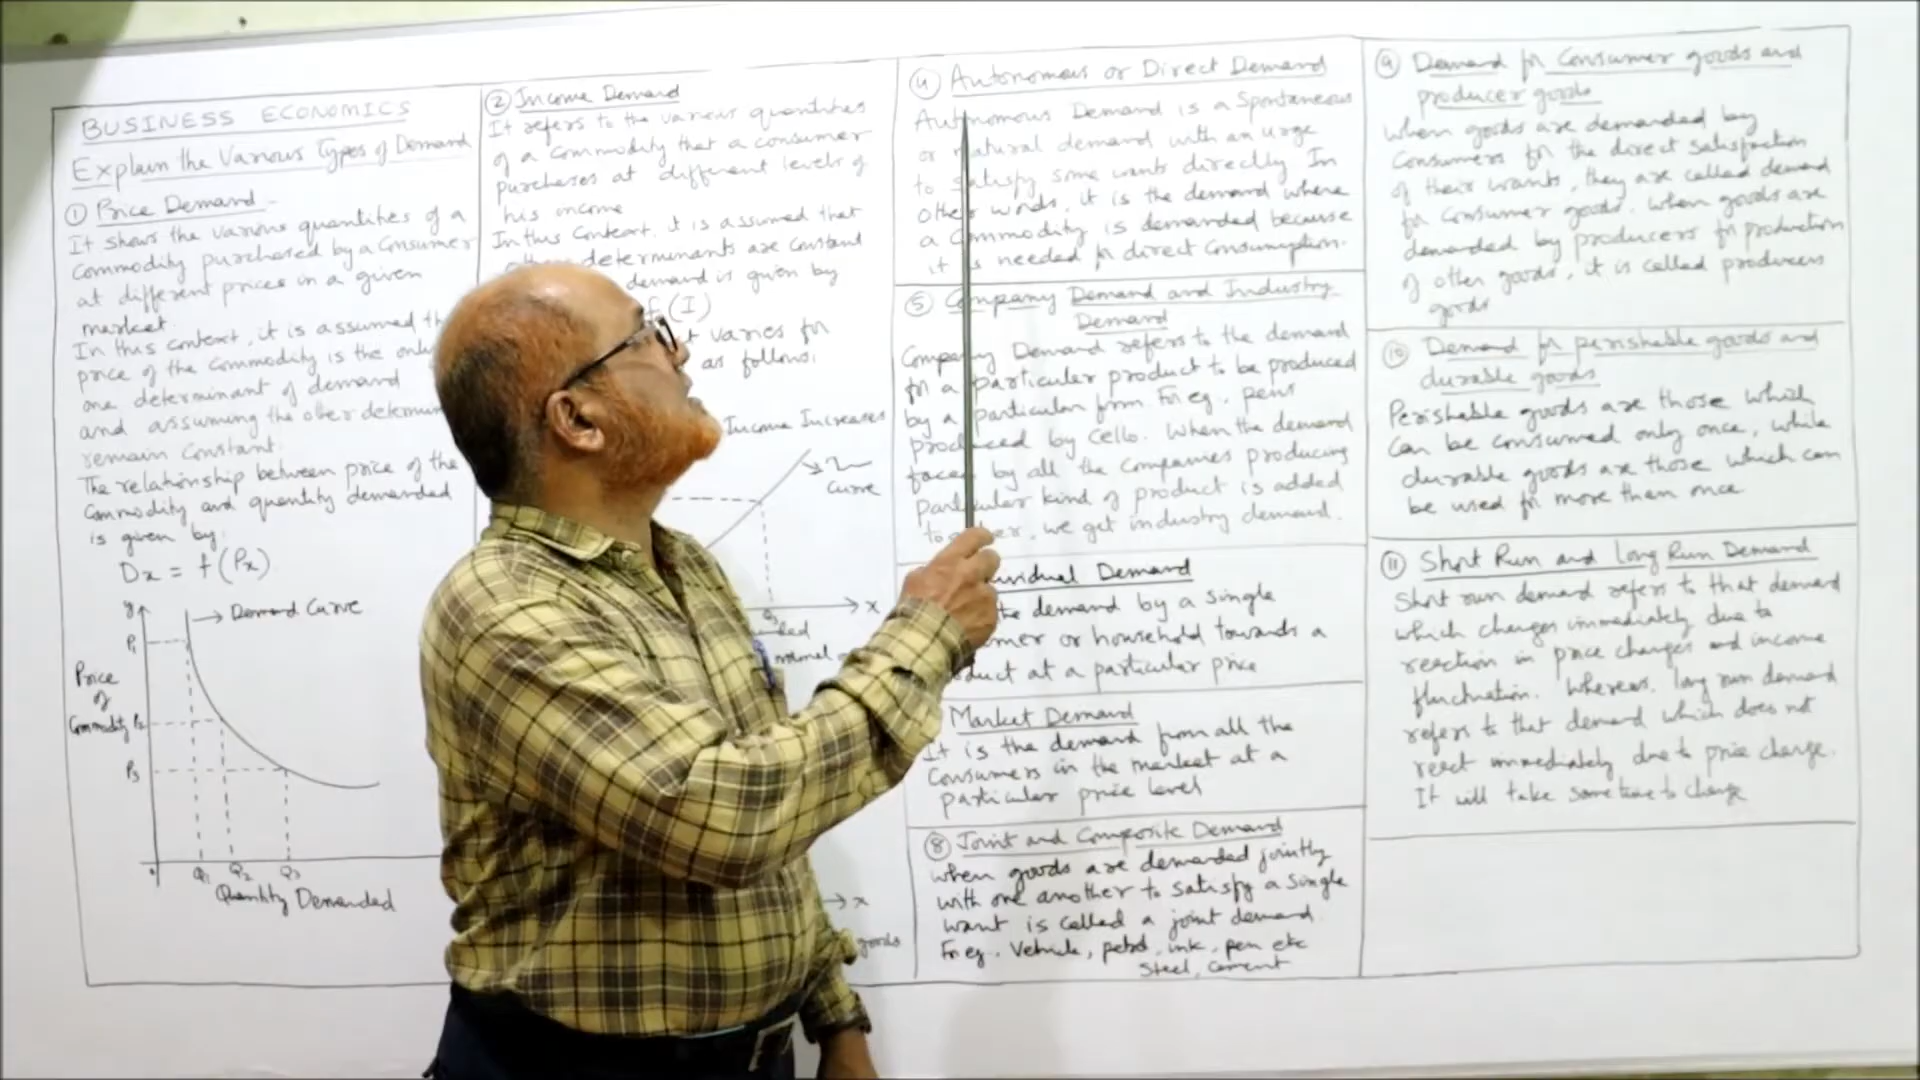 BUSINESS ECONOMICS
Explain the Various Types of Demand
① Price Demand -
It shows the various quantities of a
commodity purchased by a consumer
at different prices in a given
market.
In this context, it is assumed th
price of the commodity is the onl
one determinant of demand
and assuming the other determin
remain constant.
The relationship between price of the
commodity and quantity demanded
is given by
Dx = f(Px)
y
Demand Curve
P1
Price
of
Commodity P2
P3
Q1 Q2 Q3
Quantity Demanded
② Income Demand
It refers to the various quantities
of a commodity that a consumer
purchases at different levels of
his income
In this context, it is assumed that
determinants are constant
demand is given by
f(I)
t varies for
as follows:
Income Increases
Curve
x
Q3
nded
normal
x
goods
④ Autonomous or Direct Demand
Autonomous Demand is a Spontaneous
or natural demand with an urge
to satisfy some wants directly. In
other words, it is the demand where
a commodity is demanded because
it is needed for direct consumption.
⑤ Company Demand and Industry
Demand
Company Demand refers to the demand
for a particular product to be produced
by a particular firm. For eg., pens
produced by Cello. When the demand
faced by all the companies producing
particular kind of product is added
together, we get industry demand.
ividual Demand
the demand by a single
umer or household towards a
duct at a particular price
Market Demand
It is the demand from all the
consumers in the market at a
particular price level
⑧ Joint and Composite Demand
When goods are demanded jointly
with one another to satisfy a single
want is called a joint demand
For eg. Vehicle, petrol, ink, pen etc
Steel, cement
⑨ Demand for Consumer goods and
producer goods
When goods are demanded by
consumers for the direct satisfaction
of their wants, they are called demand
for consumer goods. When goods are
demanded by producers for production
of other goods, it is called producers
goods
⑩ Demand for perishable goods and
durable goods
Perishable goods are those which
can be consumed only once, while
durable goods are those which can
be used for more than once
⑪ Short Run and Long Run Demand
Short run demand refers to that demand
which changes immediately due to
reaction in price changes and income
fluctuation. Whereas, long run demand
refers to that demand which does not
react immediately due to price change.
It will take some time to change